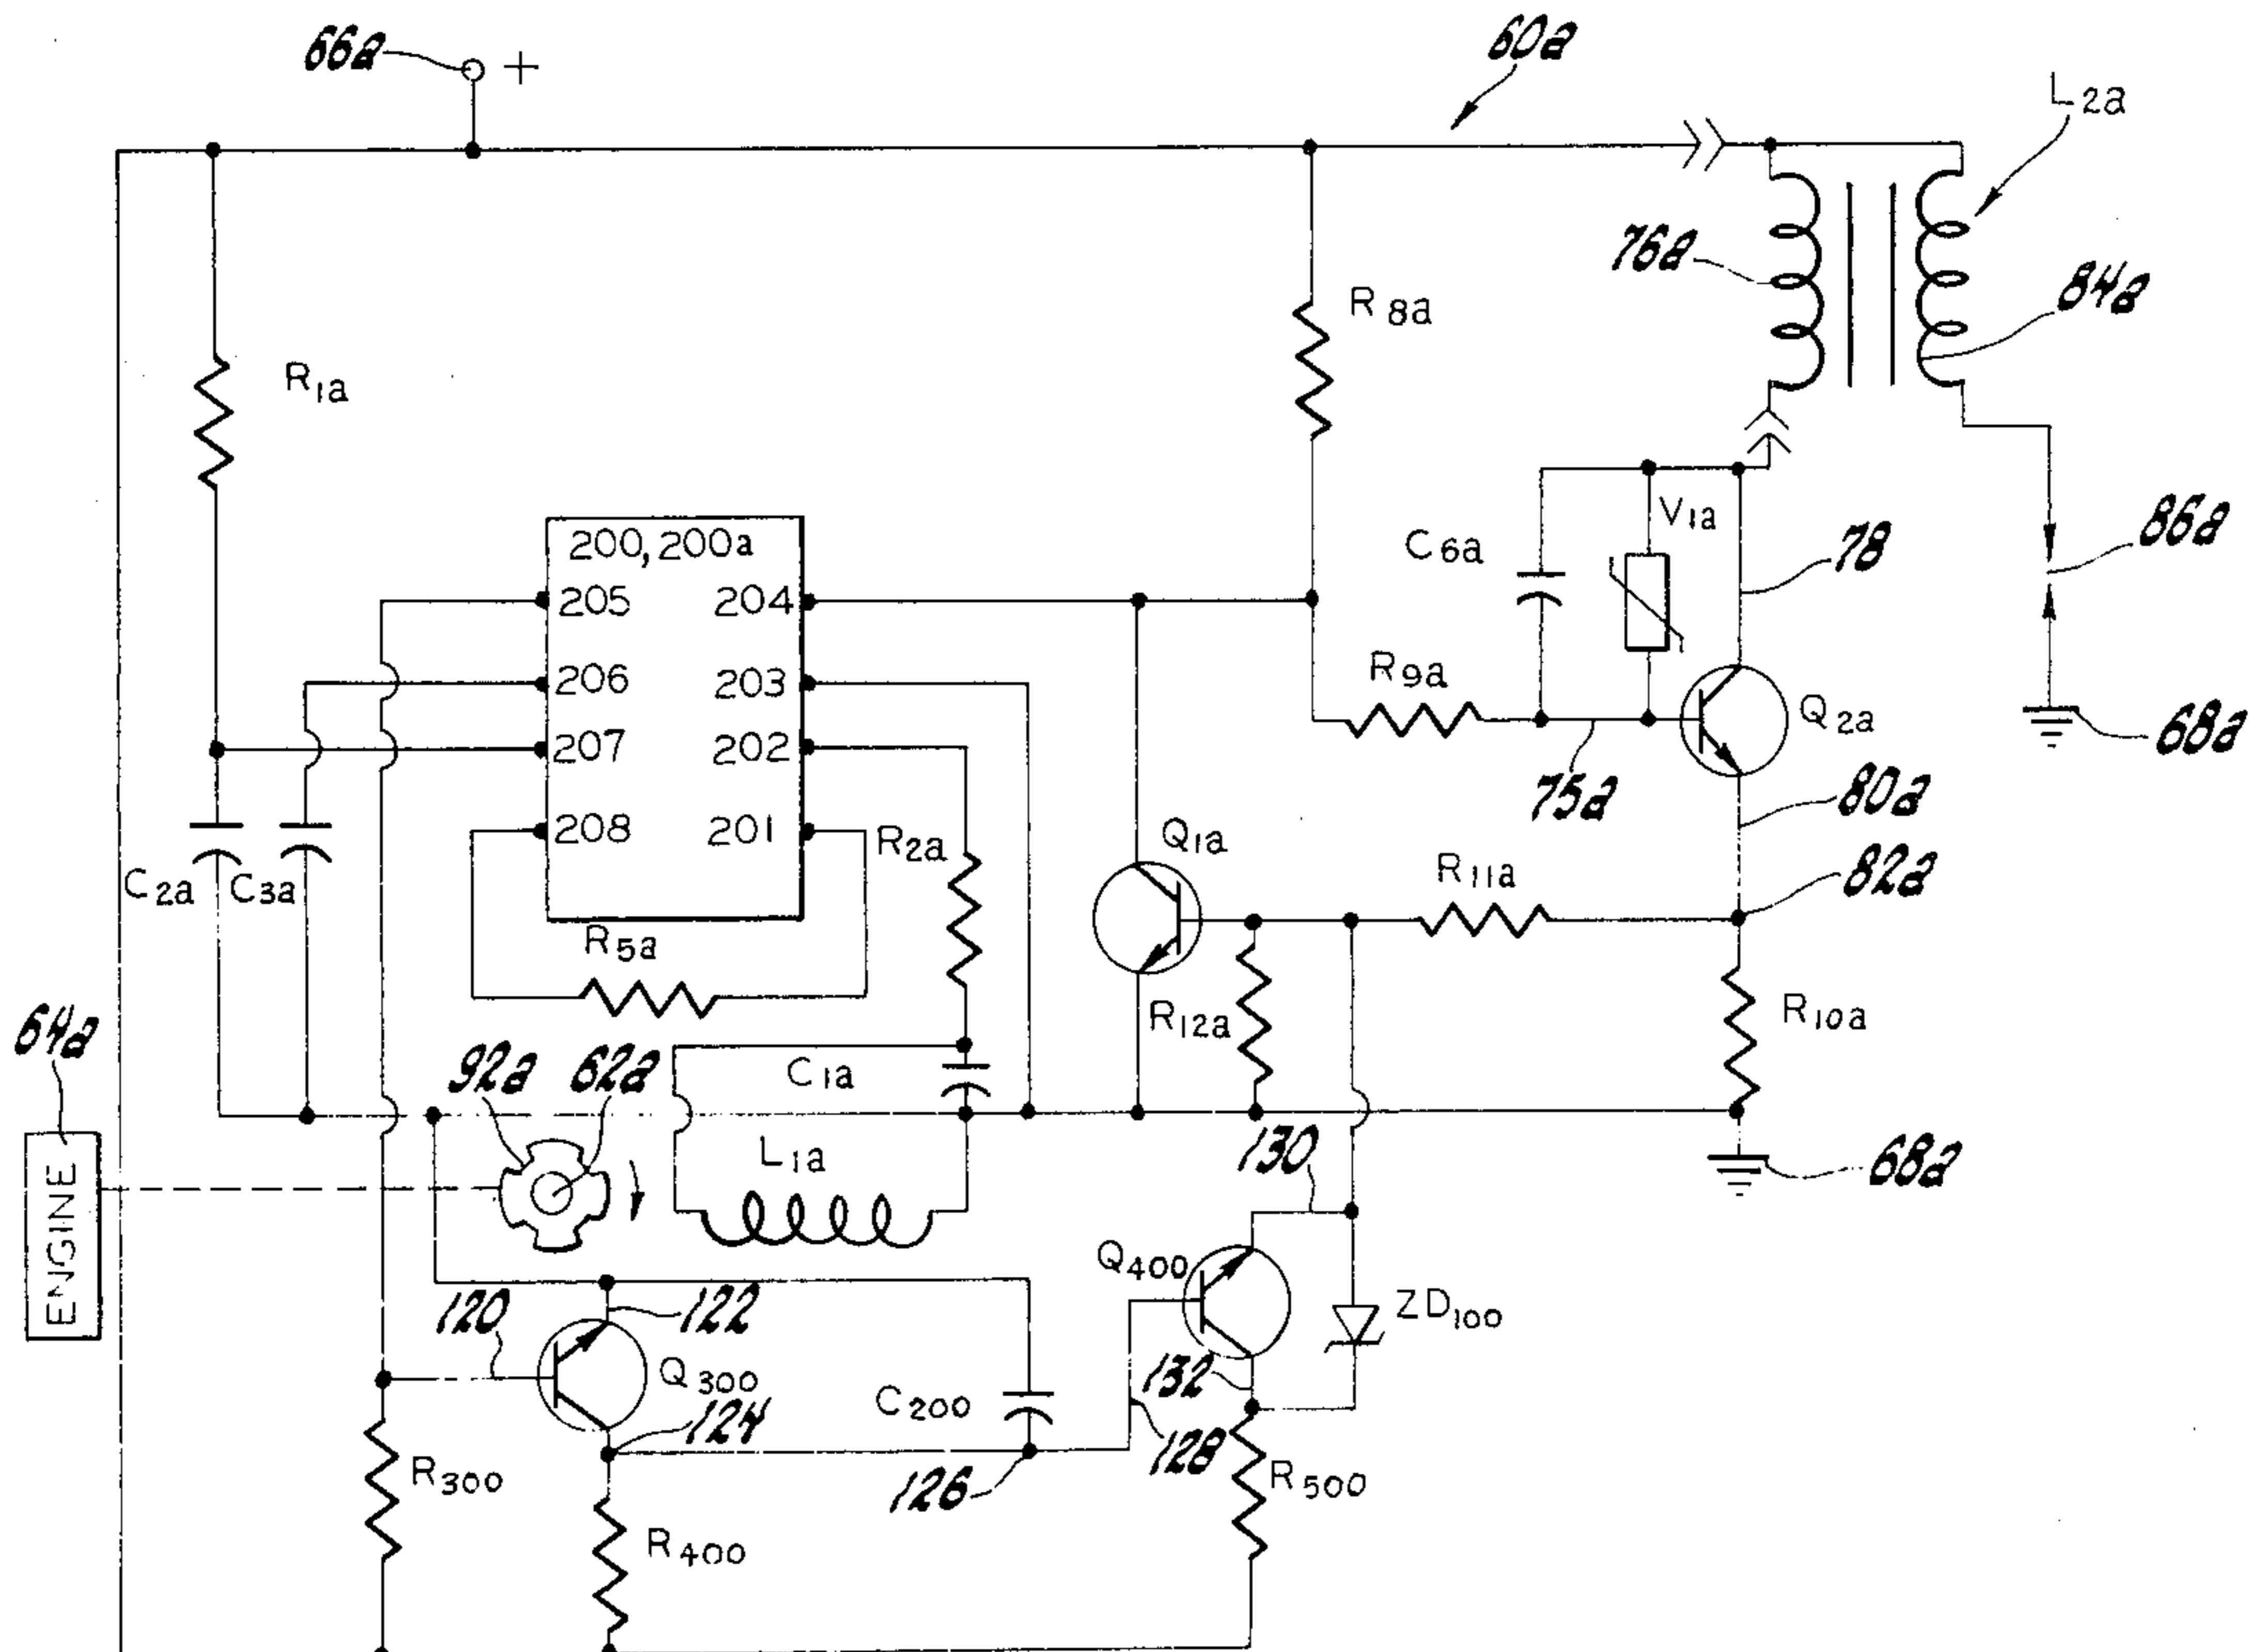 66a
+
60a
L2a
76a
84a
R8a
R1a
V1a
C6a
78
86a
200, 200a
205 204
206 203
207 202
208 201
R9a
Q2a
68a
75a
80a
R2a
Q1a
R11a
82a
C2a
C3a
R5a
R12a
R10a
64a
ENGINE
92a
62a
C1a
L1a
130
68a
Q400
ZD100
120
122
Q300
C200
132
124
128
126
R300
R400
R500